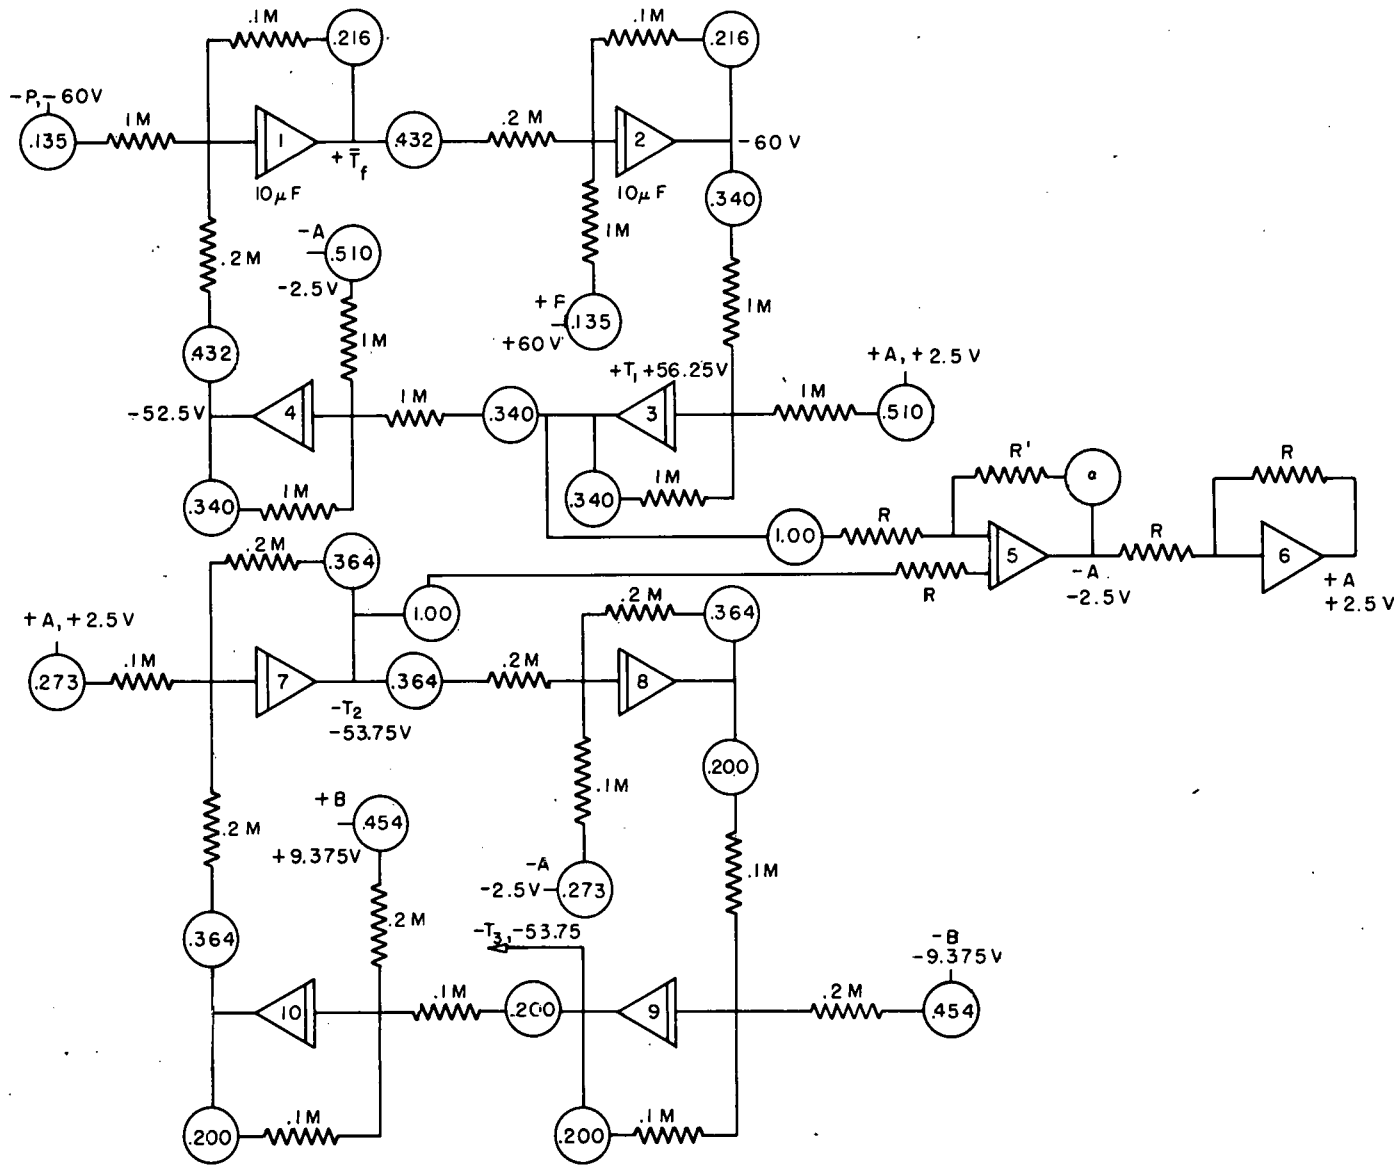 .1M
.216
.1M
.216
-P, -60V
.135
1M
1
10μF
+T̿f
.432
.2 M
2
10μF
-60 V
.340
.2M
-A
.510
-2.5V
1M
1M
+F
.135
+60V
1M
.432
-52.5V
4
1M
.340
+T1 +56.25V
3
1M
+A, +2.5 V
.510
.340
1M
.340
1M
R'
a
R
1.00
R
5
-A
-2.5V
R
6
+A
+2.5V
.2M
.364
1.00
R
+A, +2.5V
.273
.1M
7
-T2
-53.75V
.364
.2M
.2M
.364
8
.200
.1M
-A
-2.5V
.273
.1M
.2M
+B
+9.375V
.454
.2M
.364
-T3, -53.75
10
.1M
.200
9
.2M
-B
-9.375V
.454
.200
.1M
.200
.1M